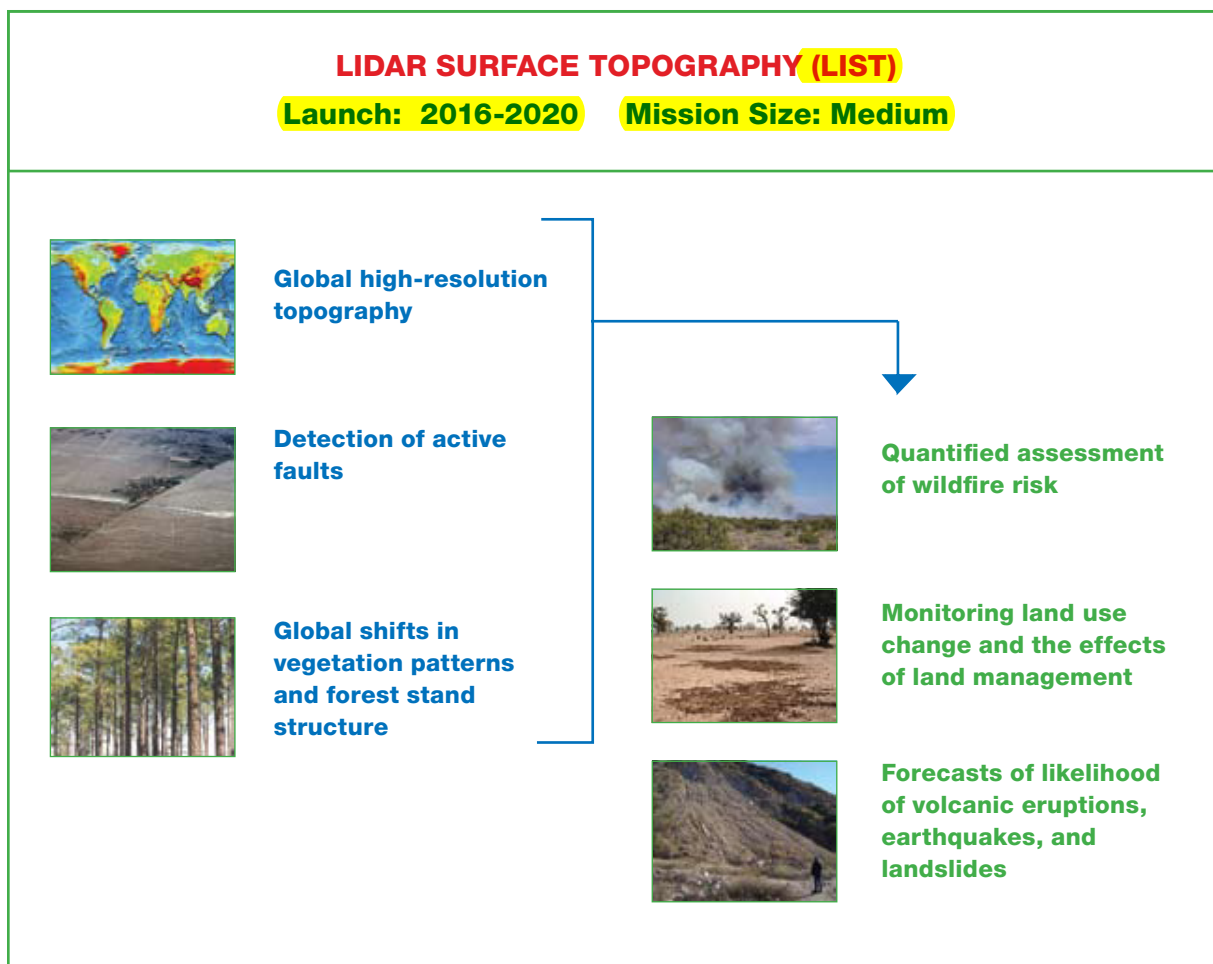 LIDAR SURFACE TOPOGRAPHY (LIST)
Launch: 2016-2020 Mission Size: Medium
Global high-resolution
topography
Detection of active
faults
Global shifts in
vegetation patterns
and forest stand
structure
Quantified assessment
of wildfire risk
Monitoring land use
change and the effects
of land management
Forecasts of likelihood
of volcanic eruptions,
earthquakes, and
landslides